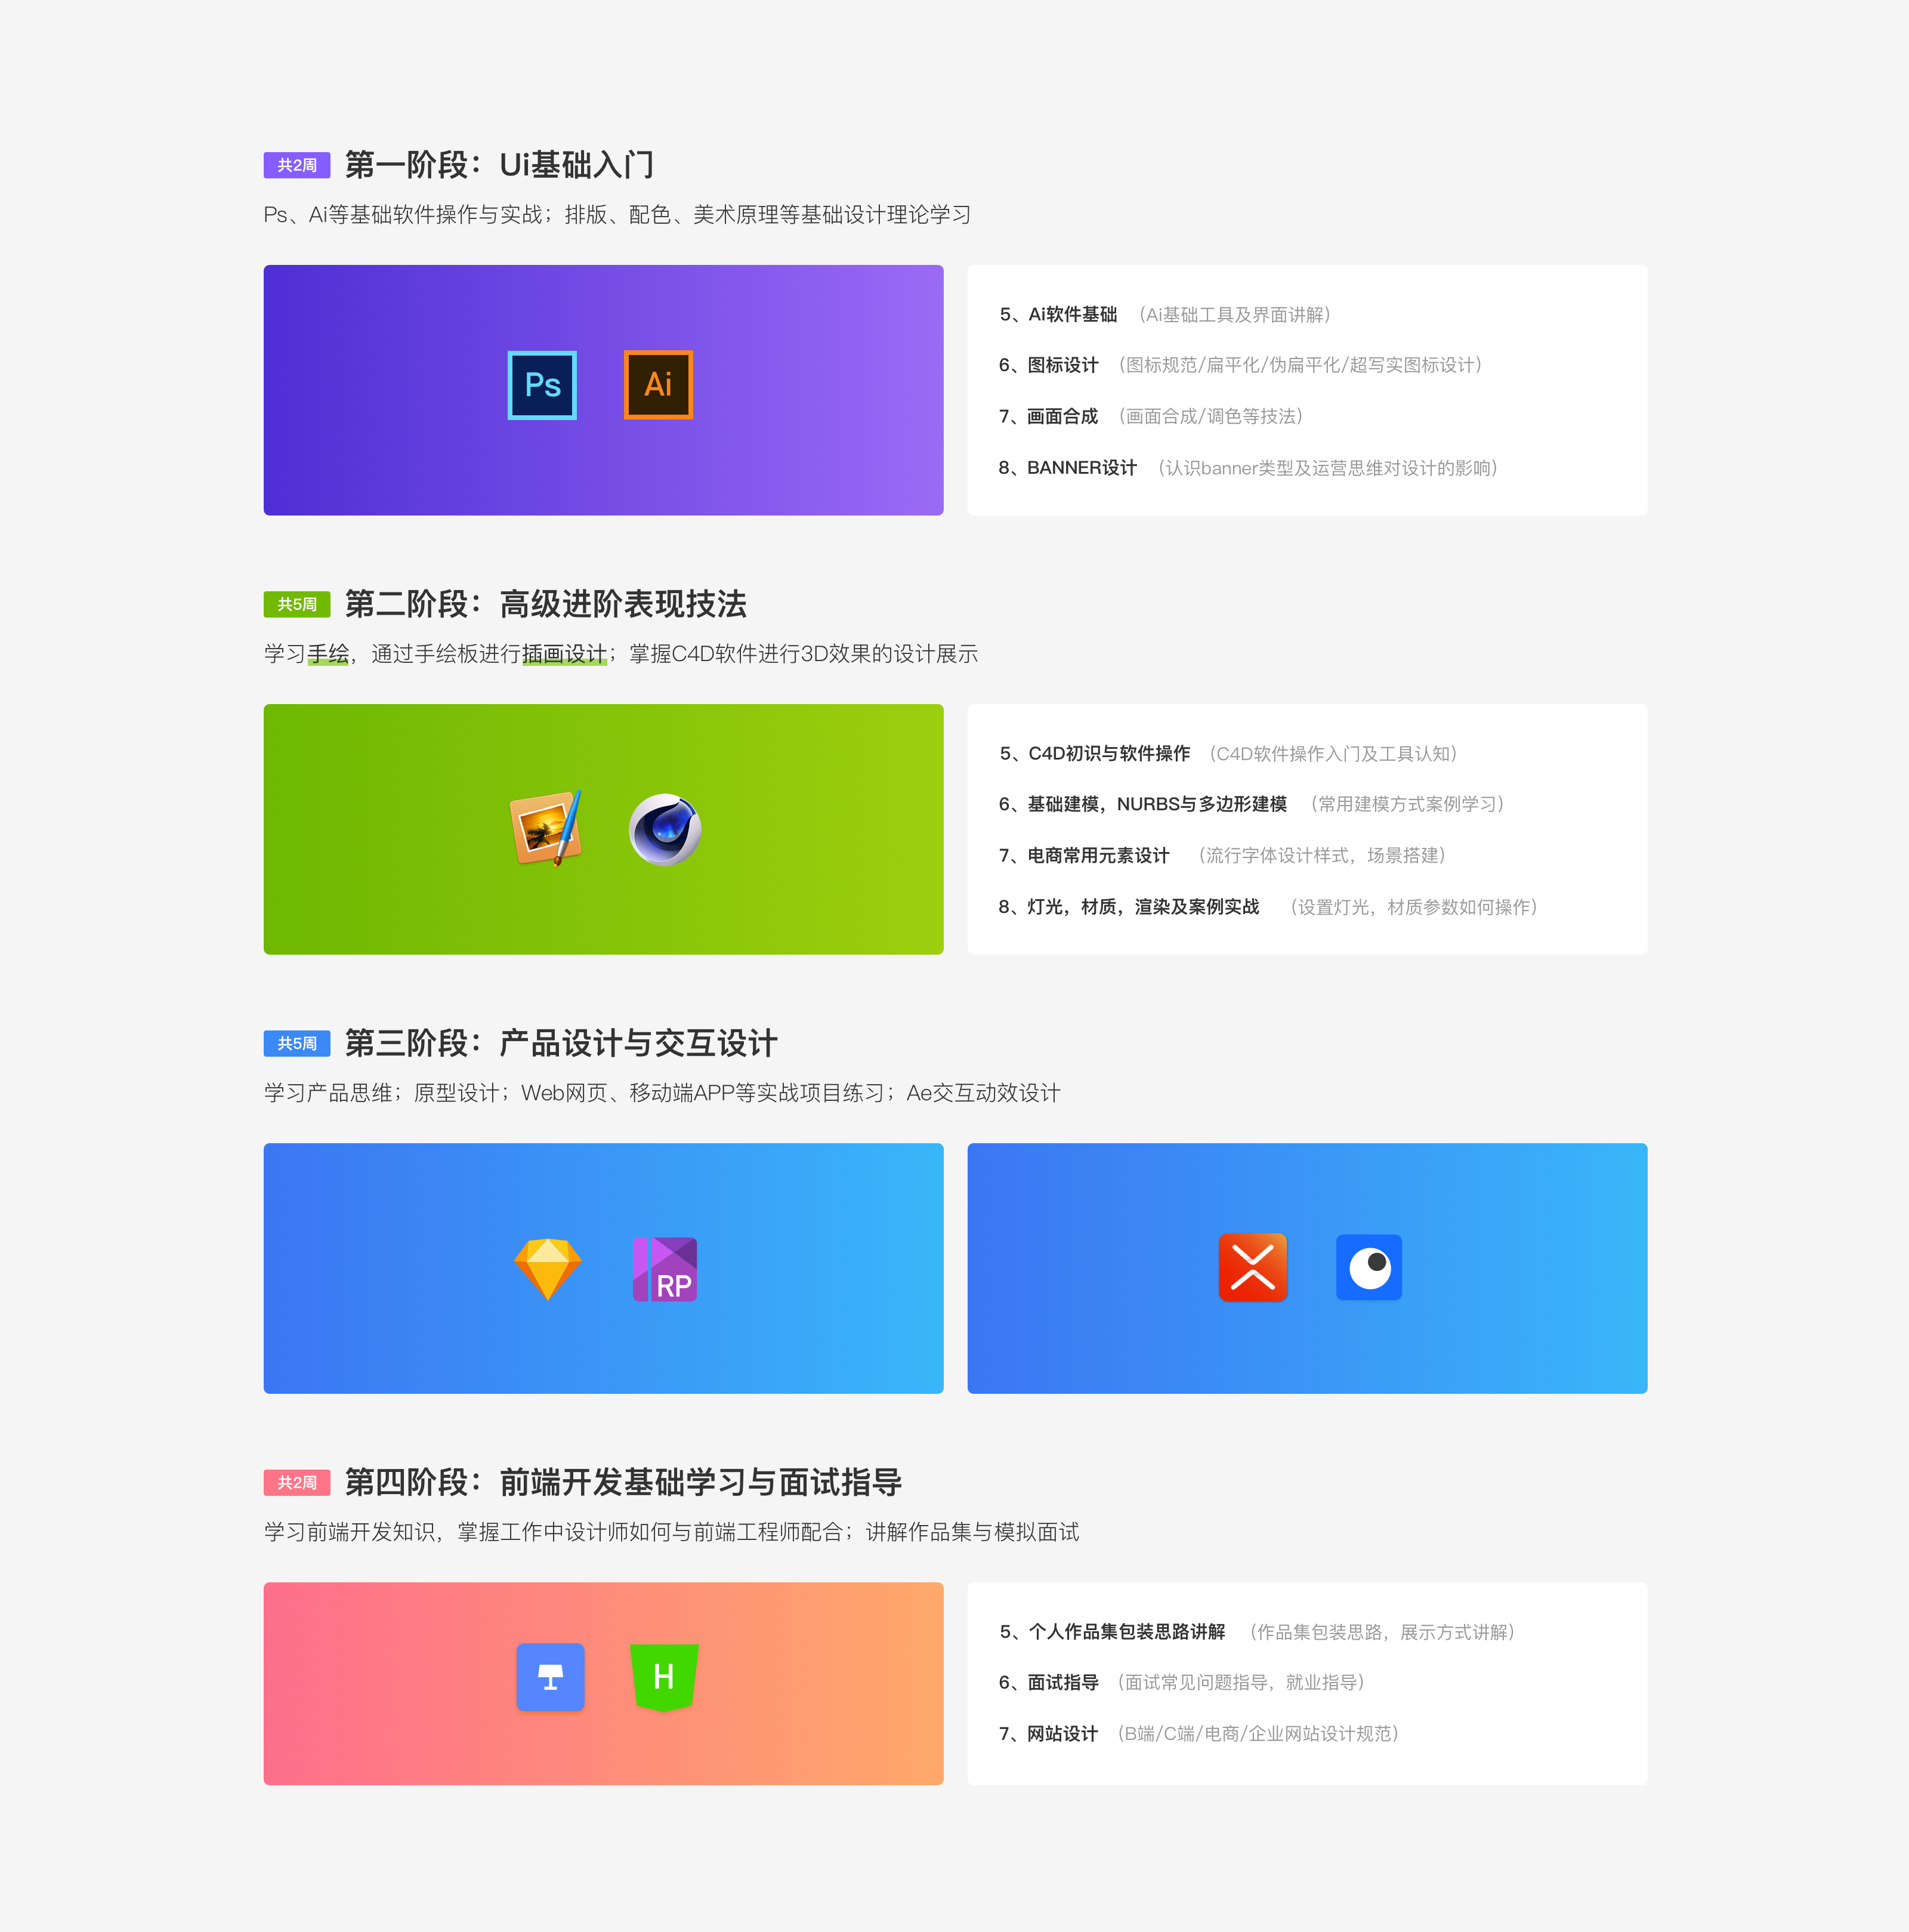 共2周 第一阶段：Ui基础入门
Ps、Ai等基础软件操作与实战；排版、配色、美术原理等基础设计理论学习
Ps Ai
5、Ai软件基础 （Ai基础工具及界面讲解）
6、图标设计 （图标规范/扁平化/伪扁平化/超写实图标设计）
7、画面合成 （画面合成/调色等技法）
8、BANNER设计 （认识banner类型及运营思维对设计的影响）
共5周 第二阶段：高级进阶表现技法
学习手绘，通过手绘板进行插画设计；掌握C4D软件进行3D效果的设计展示
5、C4D初识与软件操作 （C4D软件操作入门及工具认知）
6、基础建模，NURBS与多边形建模 （常用建模方式案例学习）
7、电商常用元素设计 （流行字体设计样式，场景搭建）
8、灯光，材质，渲染及案例实战 （设置灯光，材质参数如何操作）
共5周 第三阶段：产品设计与交互设计
学习产品思维；原型设计；Web网页、移动端APP等实战项目练习；Ae交互动效设计
RP
共2周 第四阶段：前端开发基础学习与面试指导
学习前端开发知识，掌握工作中设计师如何与前端工程师配合；讲解作品集与模拟面试
H
5、个人作品集包装思路讲解 （作品集包装思路，展示方式讲解）
6、面试指导 （面试常见问题指导，就业指导）
7、网站设计 （B端/C端/电商/企业网站设计规范）